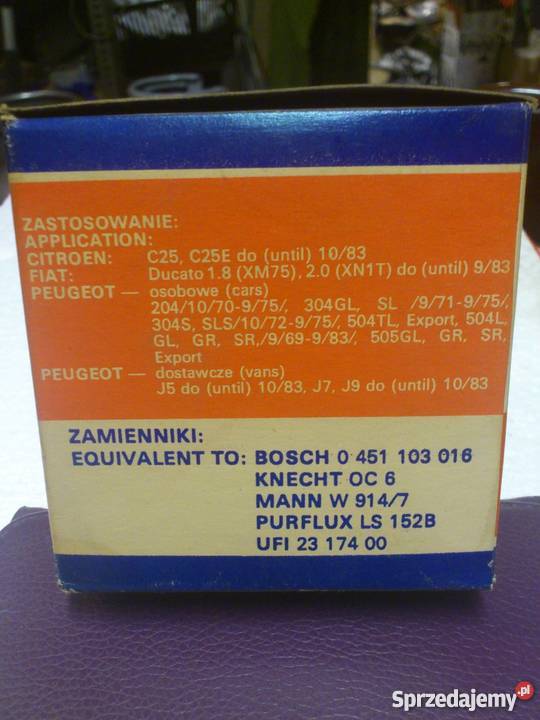 ZASTOSOWANIE:
APPLICATION:
CITROEN: C25, C25E do (until) 10/83
FIAT: Ducato 1.8 (XM75), 2.0 (XN1T) do (until) 9/83
PEUGEOT — osobowe (cars)
204/10/70-9/75/, 304GL, SL /9/71-9/75/,
304S, SLS/10/72-9/75/, 504TL, Export, 504L,
GL, GR, SR,/9/69-9/83/, 505GL, GR, SR,
Export
PEUGEOT — dostawcze (vans)
J5 do (until) 10/83, J7, J9 do (until) 10/83
ZAMIENNIKI:
EQUIVALENT TO: BOSCH 0 451 103 016
KNECHT OC 6
MANN W 914/7
PURFLUX LS 152B
UFI 23 174 00
Sprzedajemy.pl